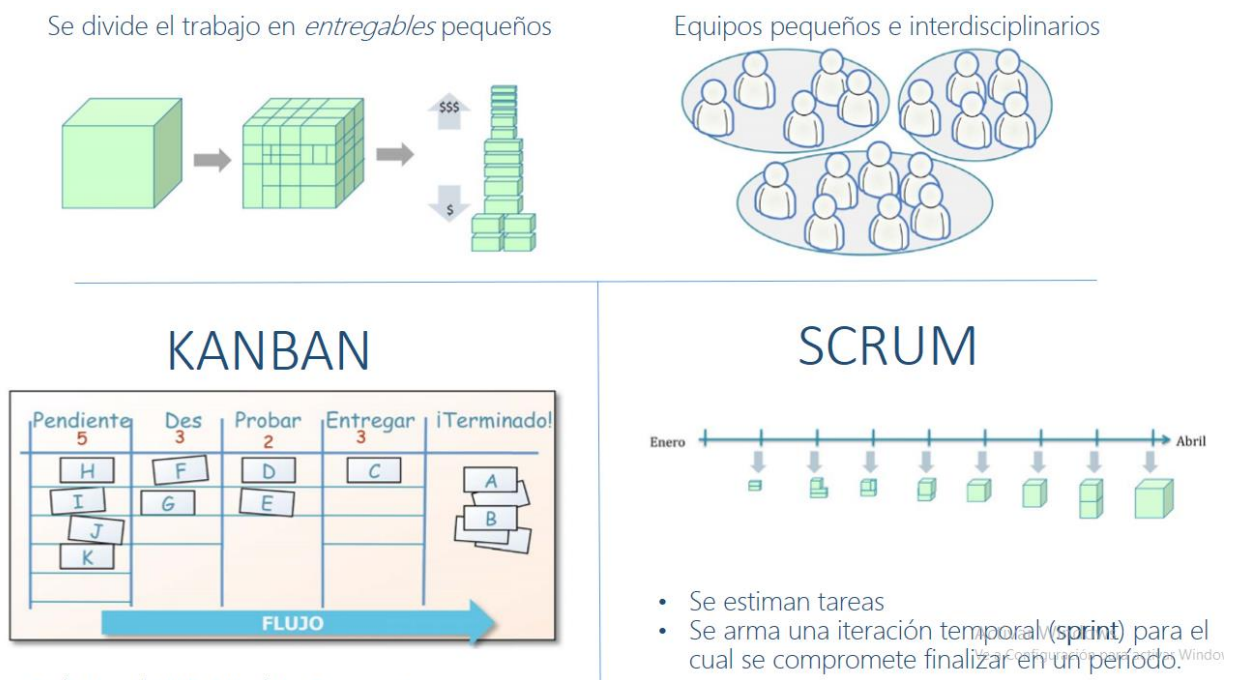 Se divide el trabajo en entregables pequeños
Equipos pequeños e interdisciplinarios
$$$
$
KANBAN
Pendiente Des Probar Entregar ¡Terminado!
5 3 2 3
H F D C A
I G E B
J
K
FLUJO
SCRUM
Enero Abril
• Se estiman tareas
• Se arma una iteración temporal (sprint) para el
cual se compromete finalizar en un período.